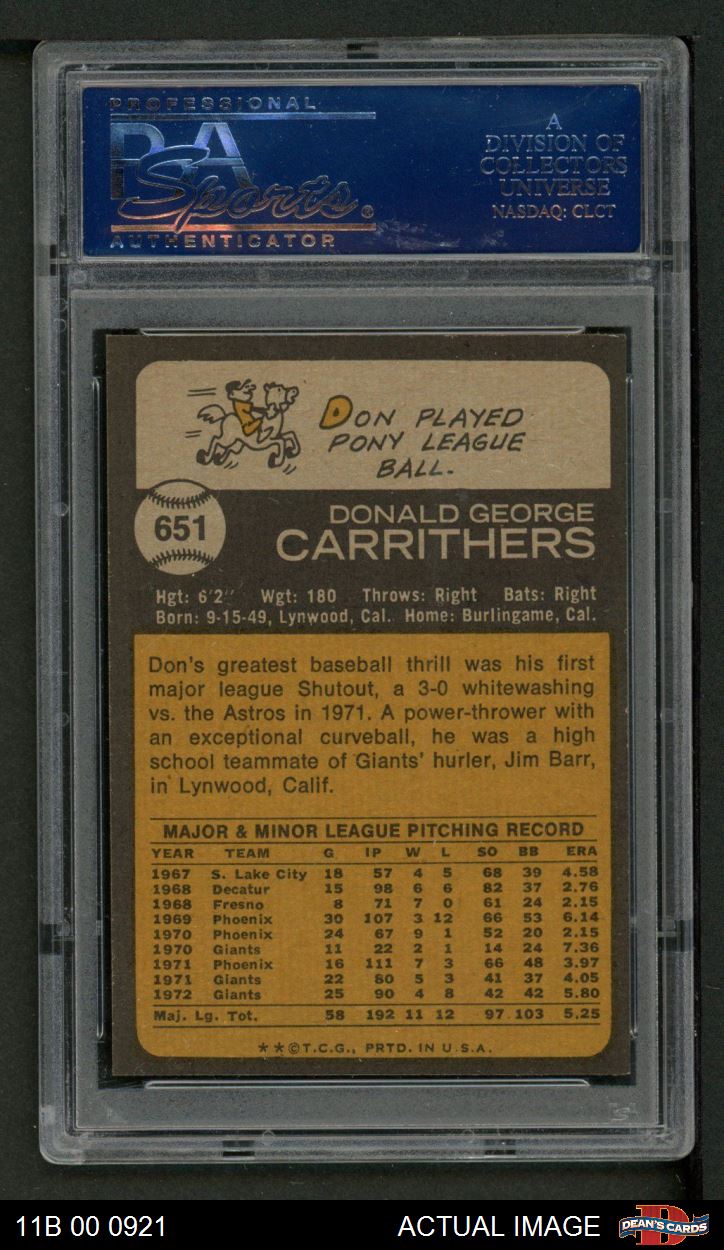 PROFESSIONAL
PSA
Sports®
AUTHENTICATOR
A
DIVISION OF
COLLECTORS
UNIVERSE
NASDAQ: CLCT
DON PLAYED
PONY LEAGUE
BALL.
651
DONALD GEORGE
CARRITHERS
Hgt: 6'2" Wgt: 180 Throws: Right Bats: Right
Born: 9-15-49, Lynwood, Cal. Home: Burlingame, Cal.
Don's greatest baseball thrill was his first
major league Shutout, a 3-0 whitewashing
vs. the Astros in 1971. A power-thrower with
an exceptional curveball, he was a high
school teammate of Giants' hurler, Jim Barr,
in Lynwood, Calif.
MAJOR & MINOR LEAGUE PITCHING RECORD
YEAR TEAM G IP W L SO BB ERA
1967 S. Lake City 18 57 4 5 68 39 4.58
1968 Decatur 15 98 6 6 82 37 2.76
1968 Fresno 8 71 7 0 61 24 2.15
1969 Phoenix 30 107 3 12 66 53 6.14
1970 Phoenix 24 67 9 1 52 20 2.15
1970 Giants 11 22 2 1 14 24 7.36
1971 Phoenix 16 111 7 3 66 48 3.97
1971 Giants 22 80 5 3 41 37 4.05
1972 Giants 25 90 4 8 42 42 5.80
Maj. Lg. Tot. 58 192 11 12 97 103 5.25
**©T.C.G., PRTD. IN U.S.A.
11B 00 0921
ACTUAL IMAGE
DEAN'S CARDS